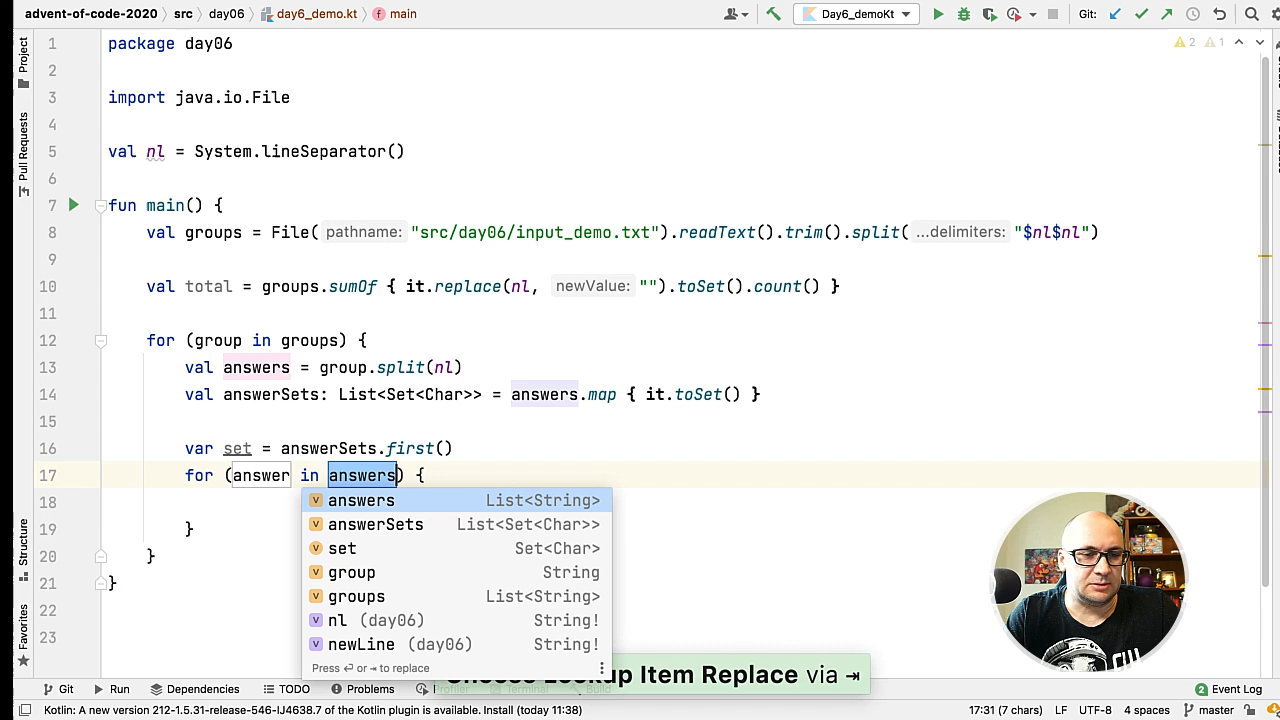 advent-of-code-2020 src day06 day6_demo.kt main
Day6_demoKt
Git:
Project
Pull Requests
Structure
Favorites
2 1
1 package day06
2
3 import java.io.File
4
5 val nl = System.lineSeparator()
6
7 fun main() {
8 val groups = File( pathname: "src/day06/input_demo.txt").readText().trim().split( ...delimiters: "$nl$nl")
9
10 val total = groups.sumOf { it.replace(nl, newValue: "").toSet().count() }
11
12 for (group in groups) {
13 val answers = group.split(nl)
14 val answerSets: List<Set<Char>> = answers.map { it.toSet() }
15
16 var set = answerSets.first()
17 for (answer in answers) {
18
19 }
20 }
21 }
22
23
answers List<String>
answerSets List<Set<Char>>
set Set<Char>
group String
groups List<String>
nl (day06) String!
newLine (day06) String!
Press ⏎ or ⇥ to replace
Lookup Item Replace via ⇥
Git Run Dependencies TODO Problems Profiler Terminal Build
2 Event Log
Kotlin: A new version 212-1.5.31-release-546-IJ4638.7 of the Kotlin plugin is available. Install (today 11:38)
17:31 (7 chars) LF UTF-8 4 spaces master